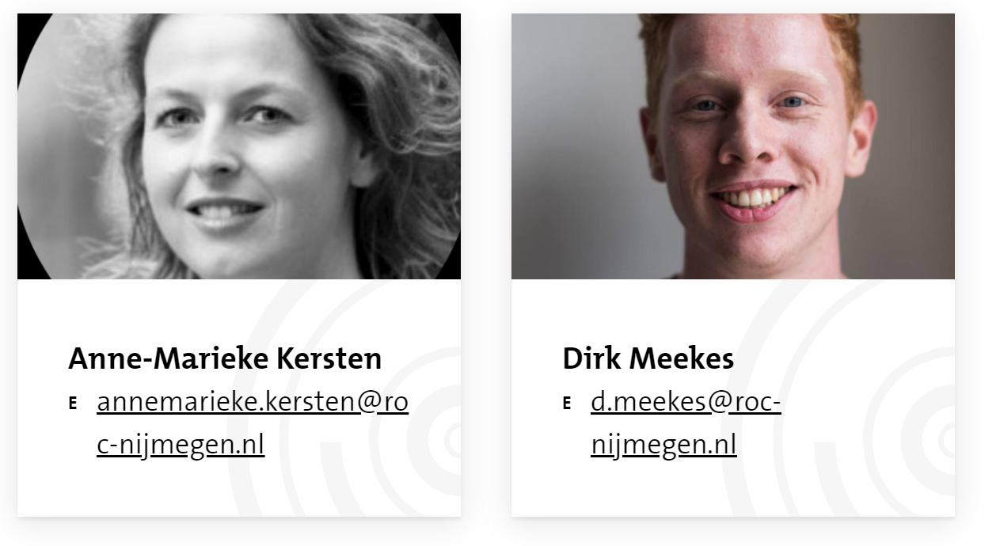 Anne-Marieke Kersten
E annemarieke.kersten@ro
c-nijmegen.nl
Dirk Meekes
E d.meekes@roc-
nijmegen.nl